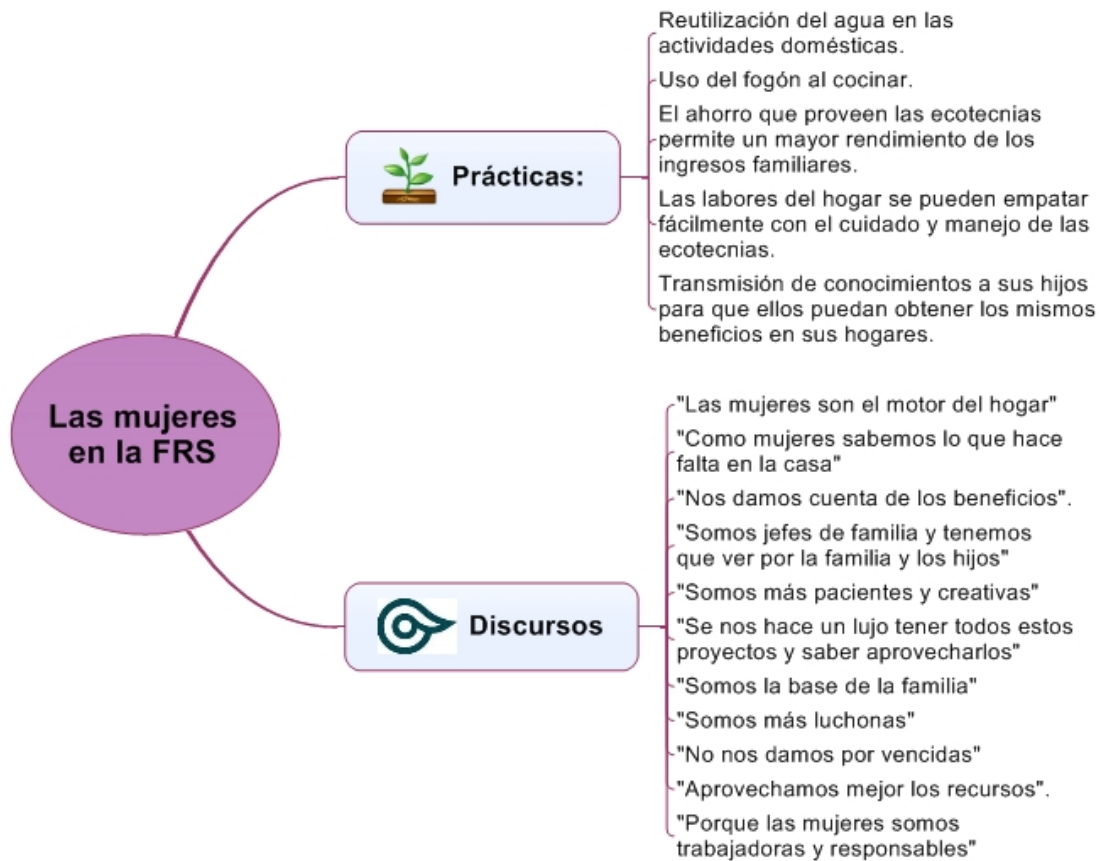 Las mujeres
en la FRS
Prácticas:
Reutilización del agua en las
actividades domésticas.
Uso del fogón al cocinar.
El ahorro que proveen las ecotecnias
permite un mayor rendimiento de los
ingresos familiares.
Las labores del hogar se pueden empatar
fácilmente con el cuidado y manejo de las
ecotecnias.
Transmisión de conocimientos a sus hijos
para que ellos puedan obtener los mismos
beneficios en sus hogares.
Discursos
"Las mujeres son el motor del hogar"
"Como mujeres sabemos lo que hace
falta en la casa"
"Nos damos cuenta de los beneficios".
"Somos jefes de familia y tenemos
que ver por la familia y los hijos"
"Somos más pacientes y creativas"
"Se nos hace un lujo tener todos estos
proyectos y saber aprovecharlos"
"Somos la base de la familia"
"Somos más luchonas"
"No nos damos por vencidas"
"Aprovechamos mejor los recursos".
"Porque las mujeres somos
trabajadoras y responsables"